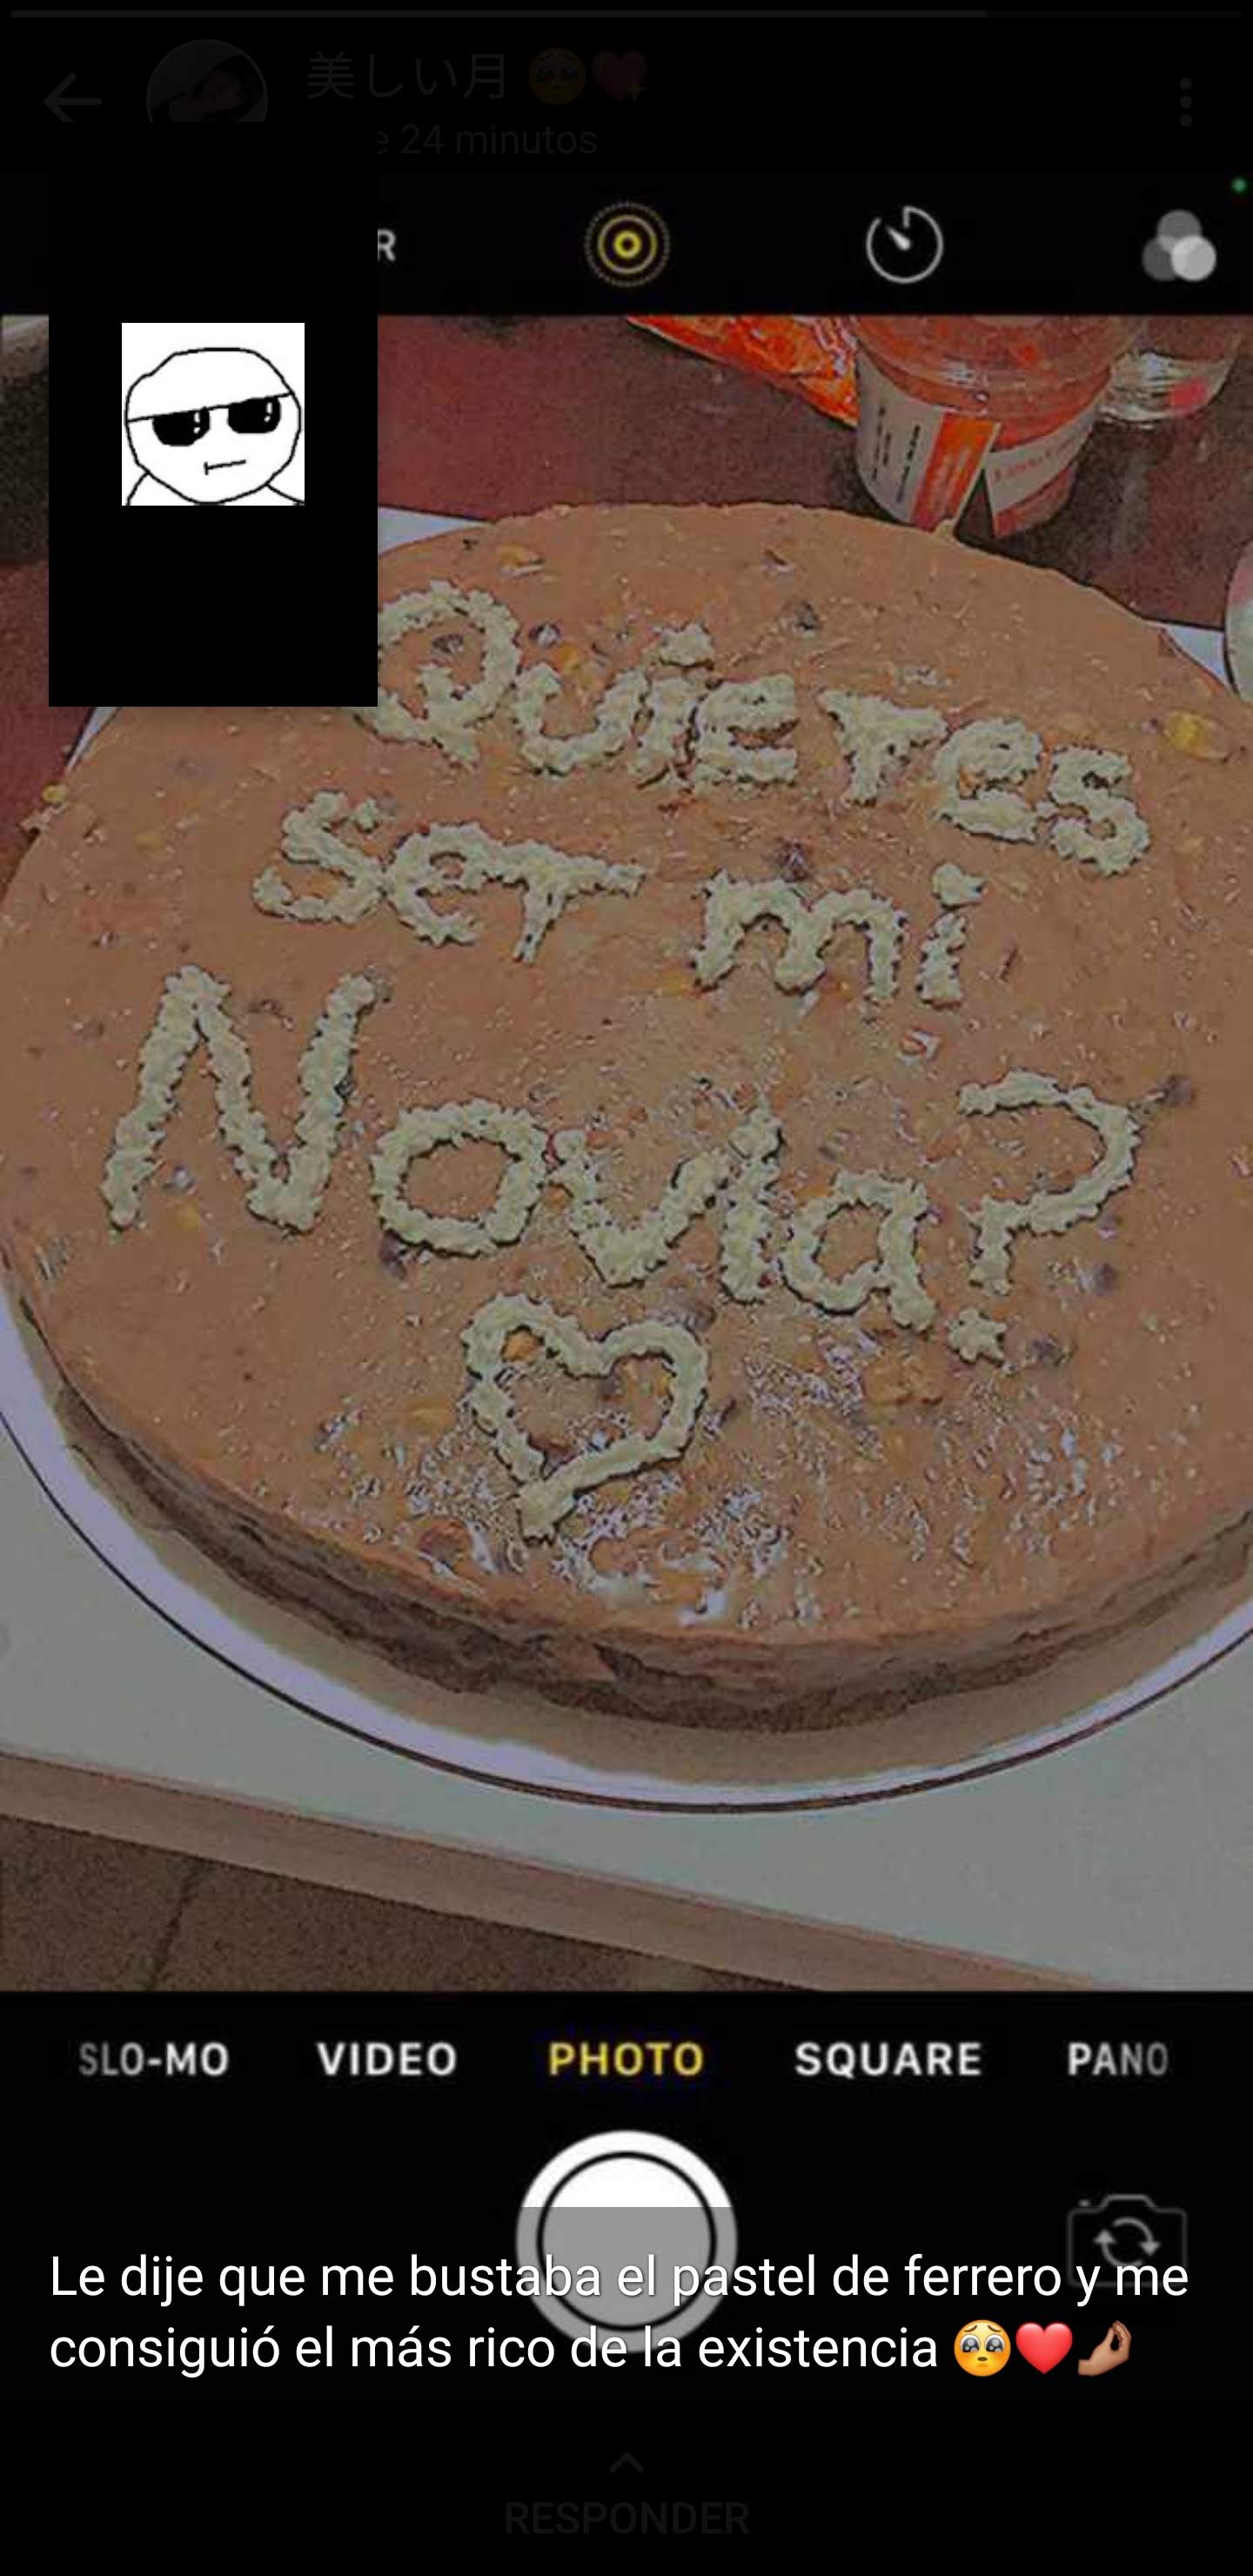 美しい月 🥺💖
e 24 minutos
R
Quieres
ser mi
Novia?
SLO-MO VIDEO PHOTO SQUARE PANO
Le dije que me bustaba el pastel de ferrero y me
consiguió el más rico de la existencia 🥺❤️🤌🏽
RESPONDER